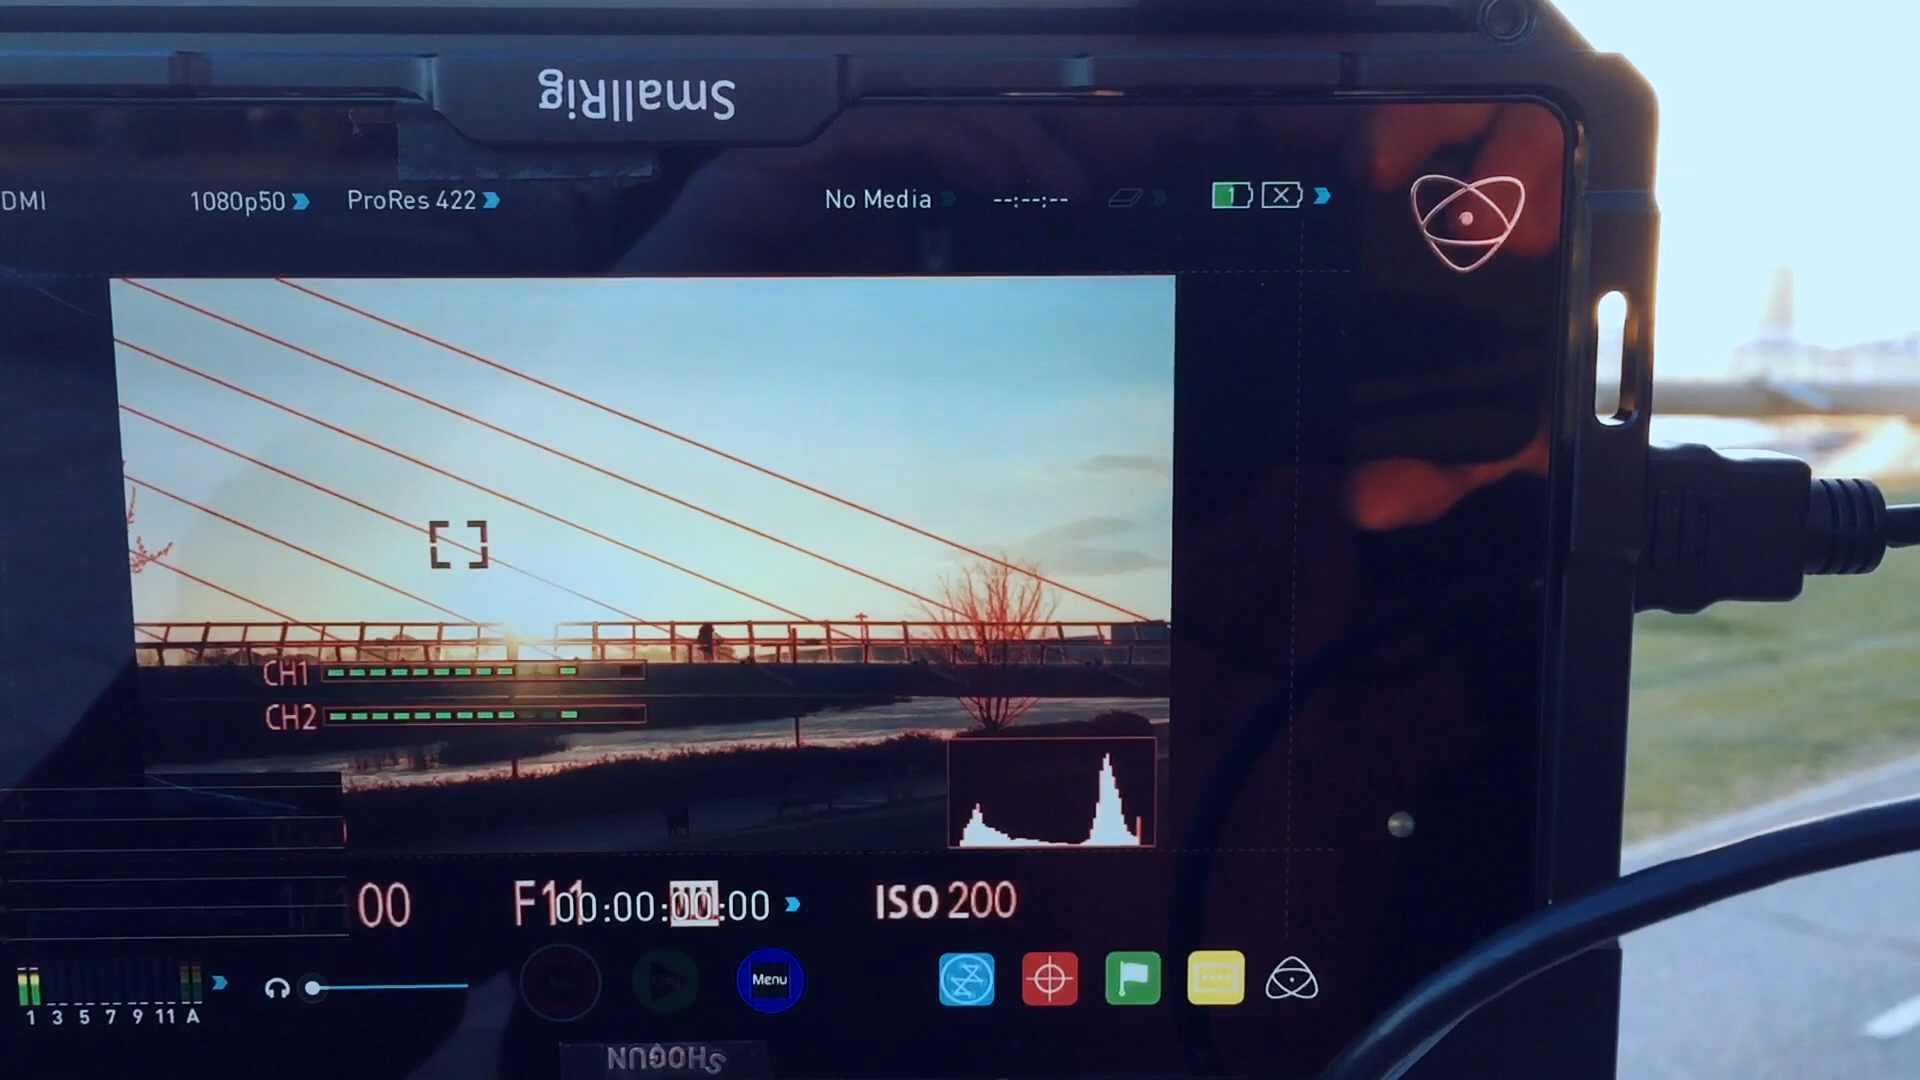 SmallRig
DMI 1080p50 ProRes 422 No Media --:--:-- 1 X
CH1
CH2
00 F11 00:00:00:00 ISO 200
Menu
1 3 5 7 9 11 A
SHOGUN